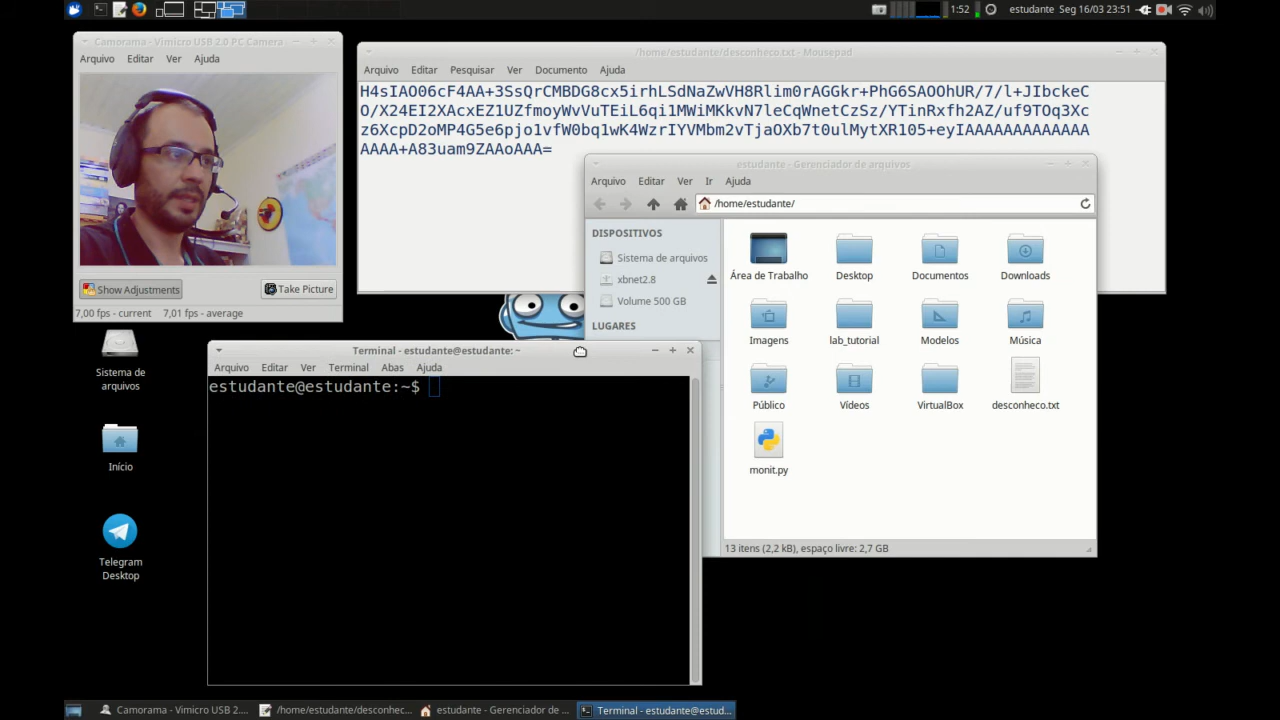 1:52
estudante
Seg 16/03 23:51
Camorama - Vimicro USB 2.0 PC Camera
Arquivo Editar Ver Ajuda
Show Adjustments
Take Picture
7,00 fps - current 7,01 fps - average
/home/estudante/desconheco.txt - Mousepad
Arquivo Editar Pesquisar Ver Documento Ajuda
H4sIAO06cF4AA+3SsQrCMBDG8cx5irhLSdNaZwVH8Rlim0rAGGkr+PhG6SAOOhUR/7/l+JIbckeC
O/X24EI2XAcxEZ1UZfmoyWvVuTEiL6qi1MWiMKkvN7leCqWnetCzSz/YTinRxfh2AZ/uf9TOq3Xc
z6XcpD2oMP4G5e6pjo1vfW0bq1wK4WzrIYVMbm2vTjaOXb7t0ulMytXR105+eyIAAAAAAAAAAAAA
AAAA+A83uam9ZAAoAAA=
estudante - Gerenciador de arquivos
Arquivo Editar Ver Ir Ajuda
/home/estudante/
DISPOSITIVOS
Sistema de arquivos
xbnet2.8
Volume 500 GB
LUGARES
Área de Trabalho
Desktop
Documentos
Downloads
Imagens
lab_tutorial
Modelos
Música
Público
Vídeos
VirtualBox
desconheco.txt
monit.py
13 itens (2,2 kB), espaço livre: 2,7 GB
Terminal - estudante@estudante: ~
Arquivo Editar Ver Terminal Abas Ajuda
estudante@estudante:~$
Sistema de
arquivos
Início
Telegram
Desktop
Camorama - Vimicro USB 2....
/home/estudante/desconhec...
estudante - Gerenciador de ...
Terminal - estudante@estud...